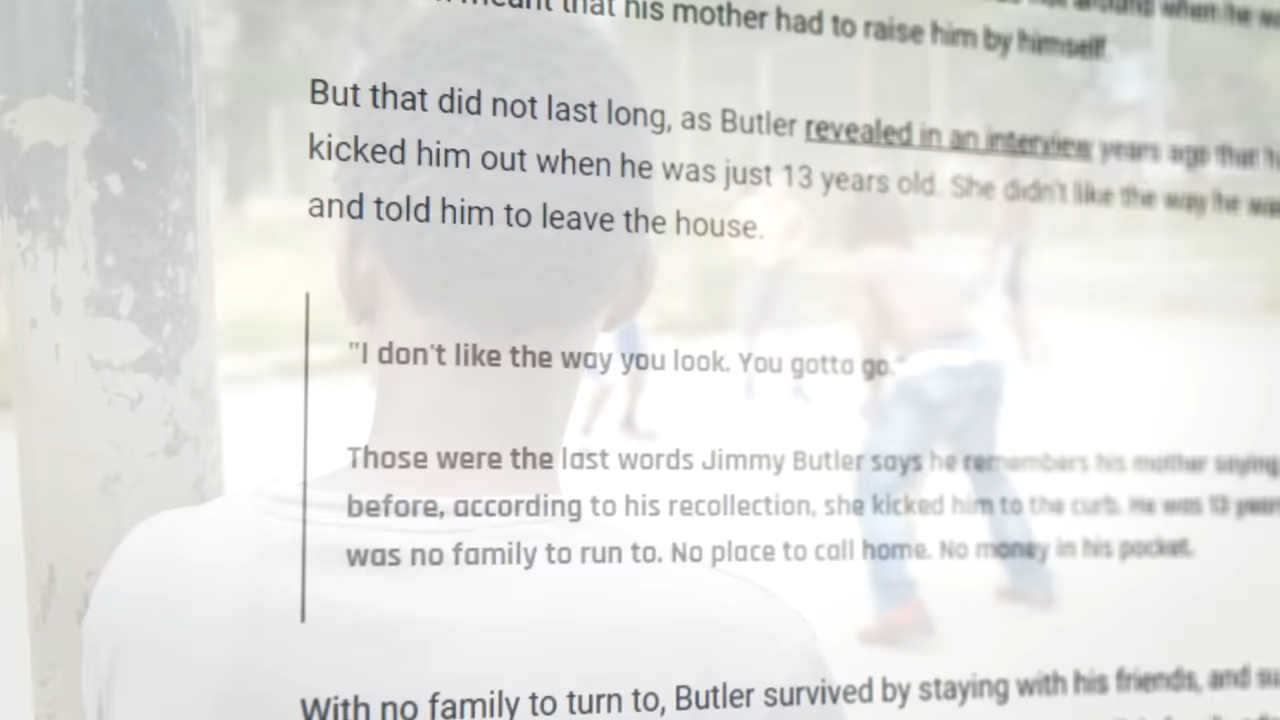 meant that his mother had to raise him by himself.
But that did not last long, as Butler revealed in an interview years ago that
kicked him out when he was just 13 years old. She didn't like the way he was
and told him to leave the house.
"I don't like the way you look. You gotta go."
Those were the last words Jimmy Butler says he remembers his mother saying
before, according to his recollection, she kicked him to the curb. He was 13
was no family to run to. No place to call home. No money in his pocket.
With no family to turn to, Butler survived by staying with his friends, and